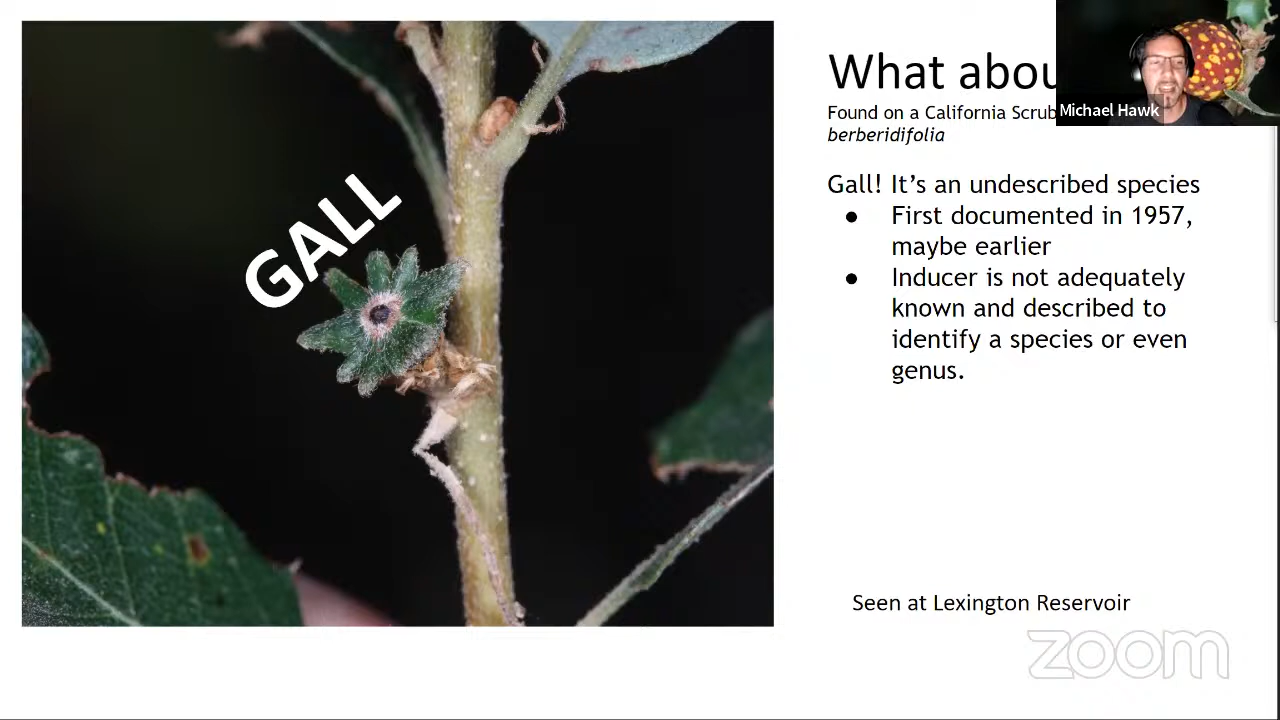 What abou
Found on a California Scrub
berberidifolia
Michael Hawk
GALL
Gall! It’s an undescribed species
● First documented in 1957,
maybe earlier
● Inducer is not adequately
known and described to
identify a species or even
genus.
Seen at Lexington Reservoir
zoom